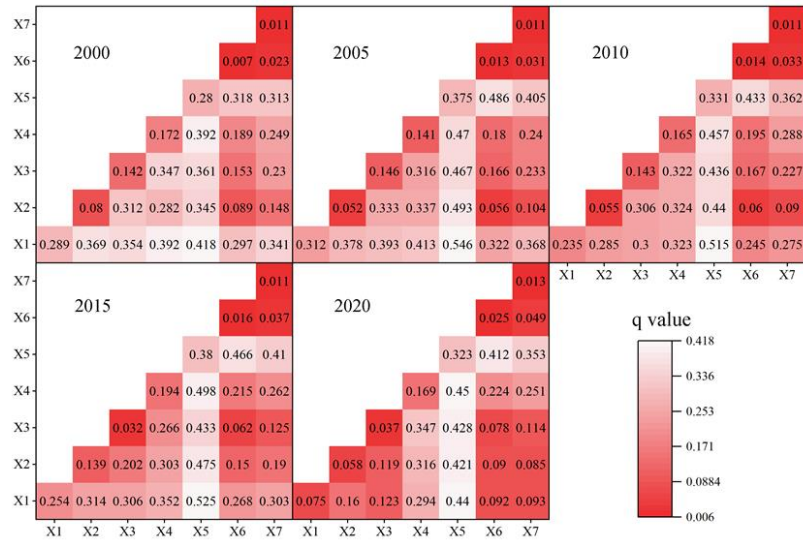 X7 0.011 0.011 0.011
2000 2005 2010
X6 0.007 0.023 0.013 0.031 0.014 0.033
X5 0.28 0.318 0.313 0.375 0.486 0.405 0.331 0.433 0.362
X4 0.172 0.392 0.189 0.249 0.141 0.47 0.18 0.24 0.165 0.457 0.195 0.288
X3 0.142 0.347 0.361 0.153 0.23 0.146 0.316 0.467 0.166 0.233 0.143 0.322 0.436 0.167 0.227
X2 0.08 0.312 0.282 0.345 0.089 0.148 0.052 0.333 0.337 0.493 0.056 0.104 0.055 0.306 0.324 0.44 0.06 0.09
X1 0.289 0.369 0.354 0.392 0.418 0.297 0.341 0.312 0.378 0.393 0.413 0.546 0.322 0.368 0.235 0.285 0.3 0.323 0.515 0.245 0.275
X1 X2 X3 X4 X5 X6 X7
X7 0.011 0.013
2015 2020
X6 0.016 0.037 0.025 0.049
X5 0.38 0.466 0.41 0.323 0.412 0.353
X4 0.194 0.498 0.215 0.262 0.169 0.45 0.224 0.251
X3 0.032 0.266 0.433 0.062 0.125 0.037 0.347 0.428 0.078 0.114
X2 0.139 0.202 0.303 0.475 0.15 0.19 0.058 0.119 0.316 0.421 0.09 0.085
X1 0.254 0.314 0.306 0.352 0.525 0.268 0.303 0.075 0.16 0.123 0.294 0.44 0.092 0.093
X1 X2 X3 X4 X5 X6 X7 X1 X2 X3 X4 X5 X6 X7
q value
0.418
0.336
0.253
0.171
0.0884
0.006